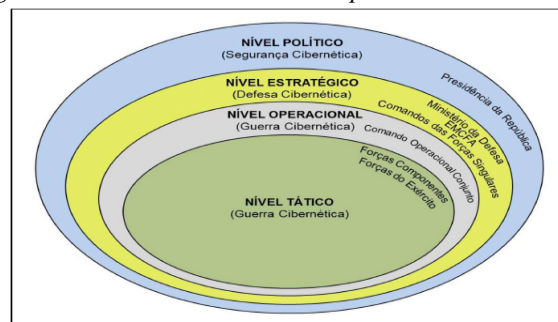 NÍVEL POLÍTICO
(Segurança Cibernética)
Presidência da República
NÍVEL ESTRATÉGICO
(Defesa Cibernética)
Ministério da Defesa
EMCFA
Comandos das Forças Singulares
NÍVEL OPERACIONAL
(Guerra Cibernética)
Comando Operacional Conjunto
Forças Componentes
Forças do Exército
NÍVEL TÁTICO
(Guerra Cibernética)